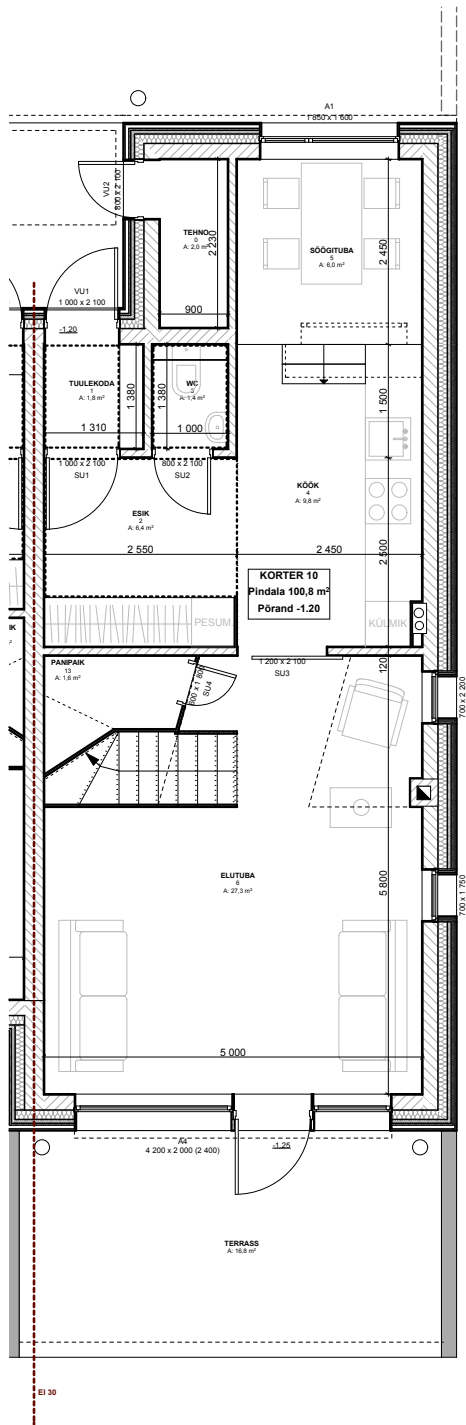 A1
1 850 x 1 600
VU2
800 x 2 100
TEHNO
0
A: 2,0 m²
2 230
900
SÖÖGITUBA
5
A: 6,0 m²
2 450
VU1
1 000 x 2 100
-1,20
TUULEKODA
1
A: 1,8 m²
1 380
1 310
WC
3
A: 1,4 m²
1 380
1 000
1 500
1 000 x 2 100
SU1
800 x 2 100
SU2
KÖÖK
4
A: 9,8 m²
ESIK
2
A: 6,4 m²
2 550
2 450
2 500
KORTER 10
Pindala 100,8 m²
Põrand -1.20
PESUM.
KÜLMIK
PANIPAIK
13
A: 1,6 m²
600 x 1 800
SU4
1 200 x 2 100
SU3
120
700 x 2 200
ELUTUBA
6
A: 27,3 m²
5 800
700 x 1 750
5 000
A4
4 200 x 2 000 (2 400)
-1,25
TERRASS
A: 16,8 m²
EI 30